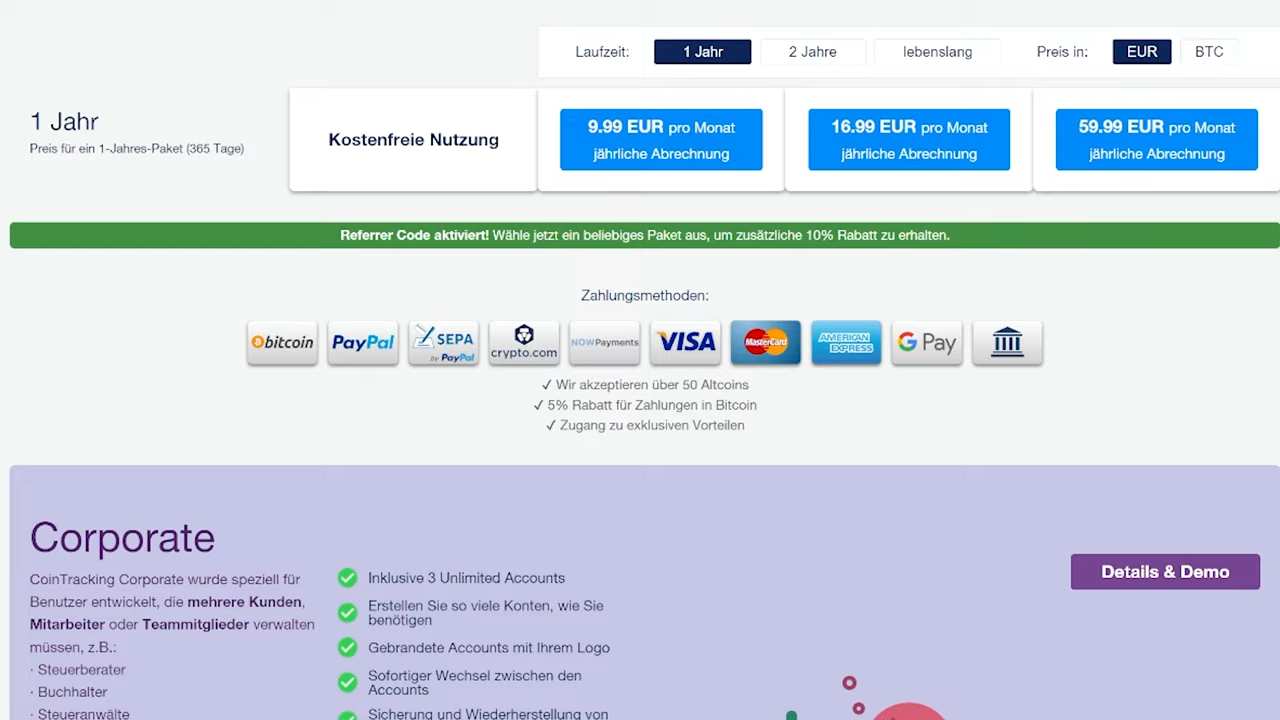 Laufzeit: 1 Jahr 2 Jahre lebenslang Preis in: EUR BTC
1 Jahr
Preis für ein 1-Jahres-Paket (365 Tage)
Kostenfreie Nutzung
9.99 EUR pro Monat
jährliche Abrechnung
16.99 EUR pro Monat
jährliche Abrechnung
59.99 EUR pro Monat
jährliche Abrechnung
Referrer Code aktiviert! Wähle jetzt ein beliebiges Paket aus, um zusätzliche 10% Rabatt zu erhalten.
Zahlungsmethoden:
bitcoin PayPal SEPA by PayPal crypto.com NOWPayments VISA MasterCard AMERICAN EXPRESS G Pay
✓ Wir akzeptieren über 50 Altcoins
✓ 5% Rabatt für Zahlungen in Bitcoin
✓ Zugang zu exklusiven Vorteilen
Corporate
CoinTracking Corporate wurde speziell für
Benutzer entwickelt, die mehrere Kunden,
Mitarbeiter oder Teammitglieder verwalten
müssen, z.B.:
· Steuerberater
· Buchhalter
· Steueranwälte
Inklusive 3 Unlimited Accounts
Erstellen Sie so viele Konten, wie Sie
benötigen
Gebrandete Accounts mit Ihrem Logo
Sofortiger Wechsel zwischen den
Accounts
Sicherung und Wiederherstellung von
Details & Demo